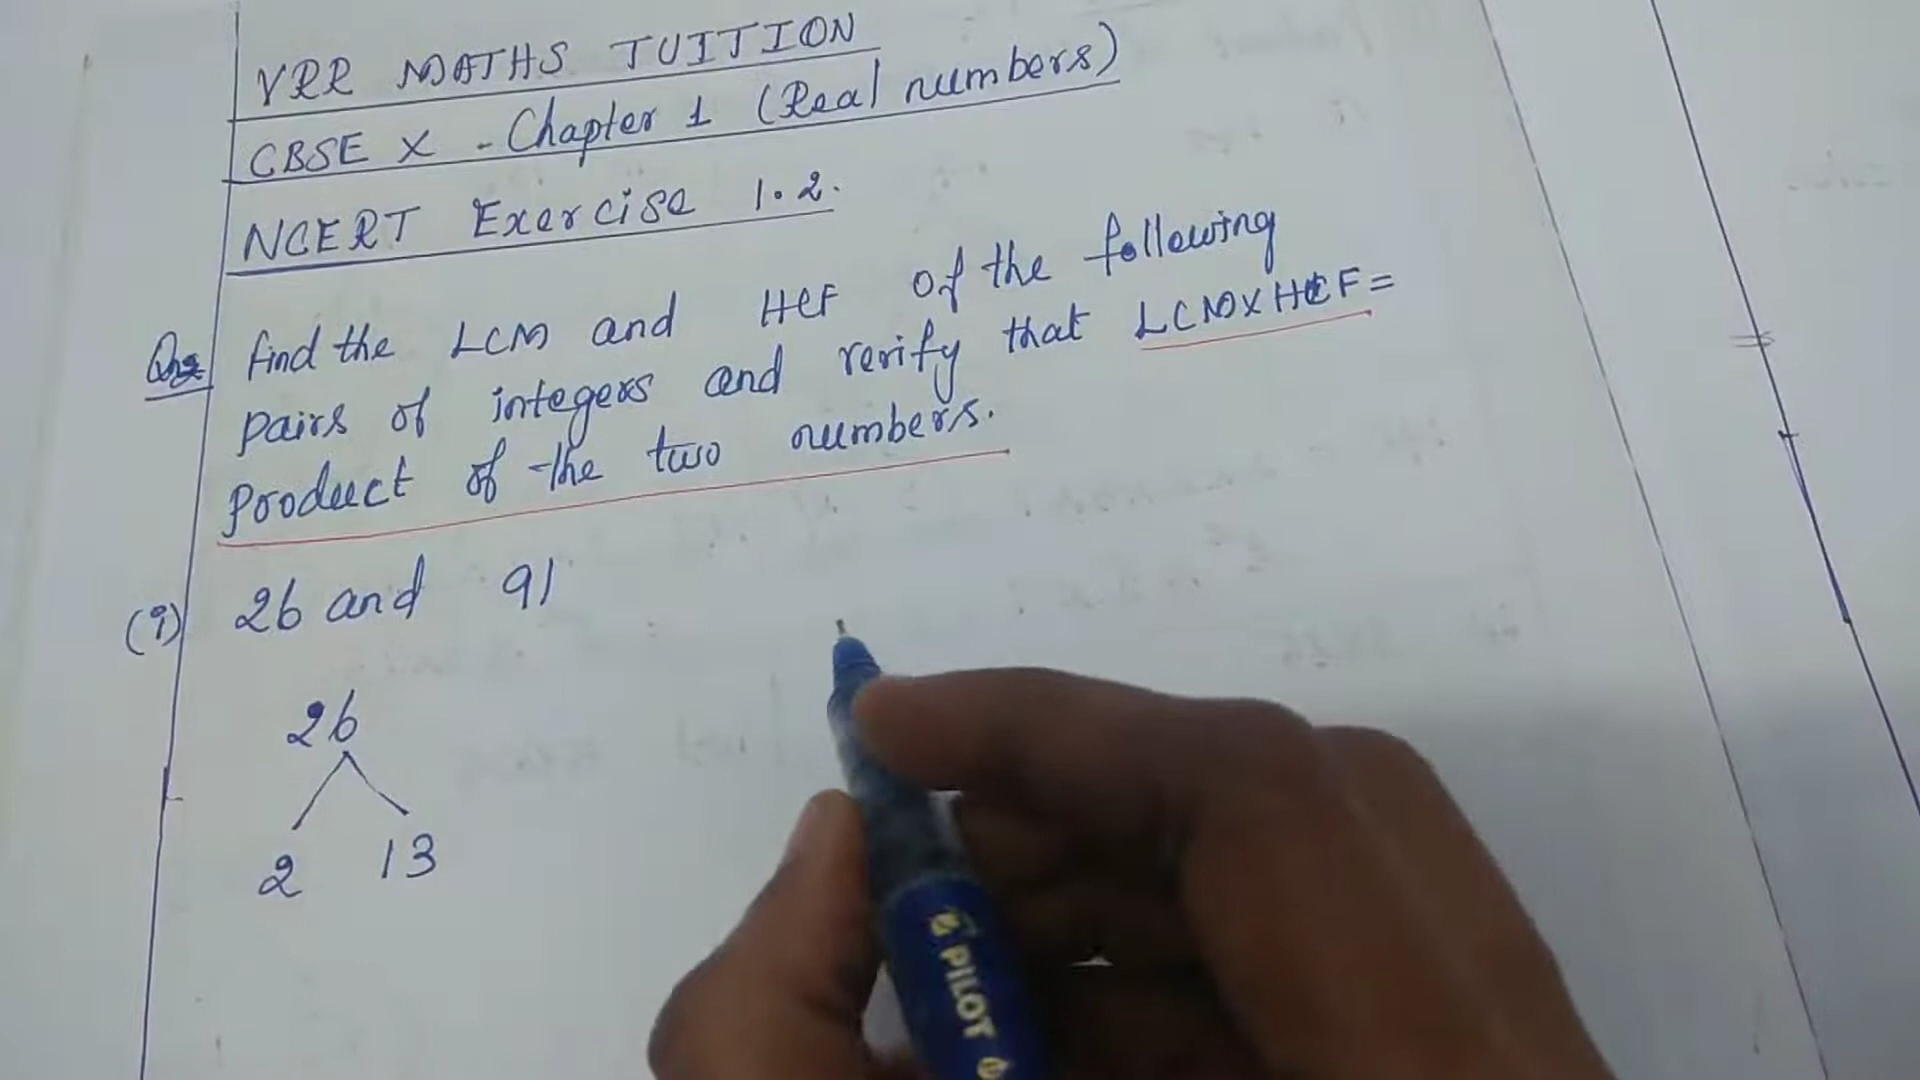 VRR MATHS TUITION
CBSE X - Chapter 1 (Real numbers)
NCERT Exercise 1.2.
Qns find the LCM and HCF of the following
pairs of integers and verify that LCM X HCF =
product of the two numbers.
(i) 26 and 91
26
2 13
PILOT